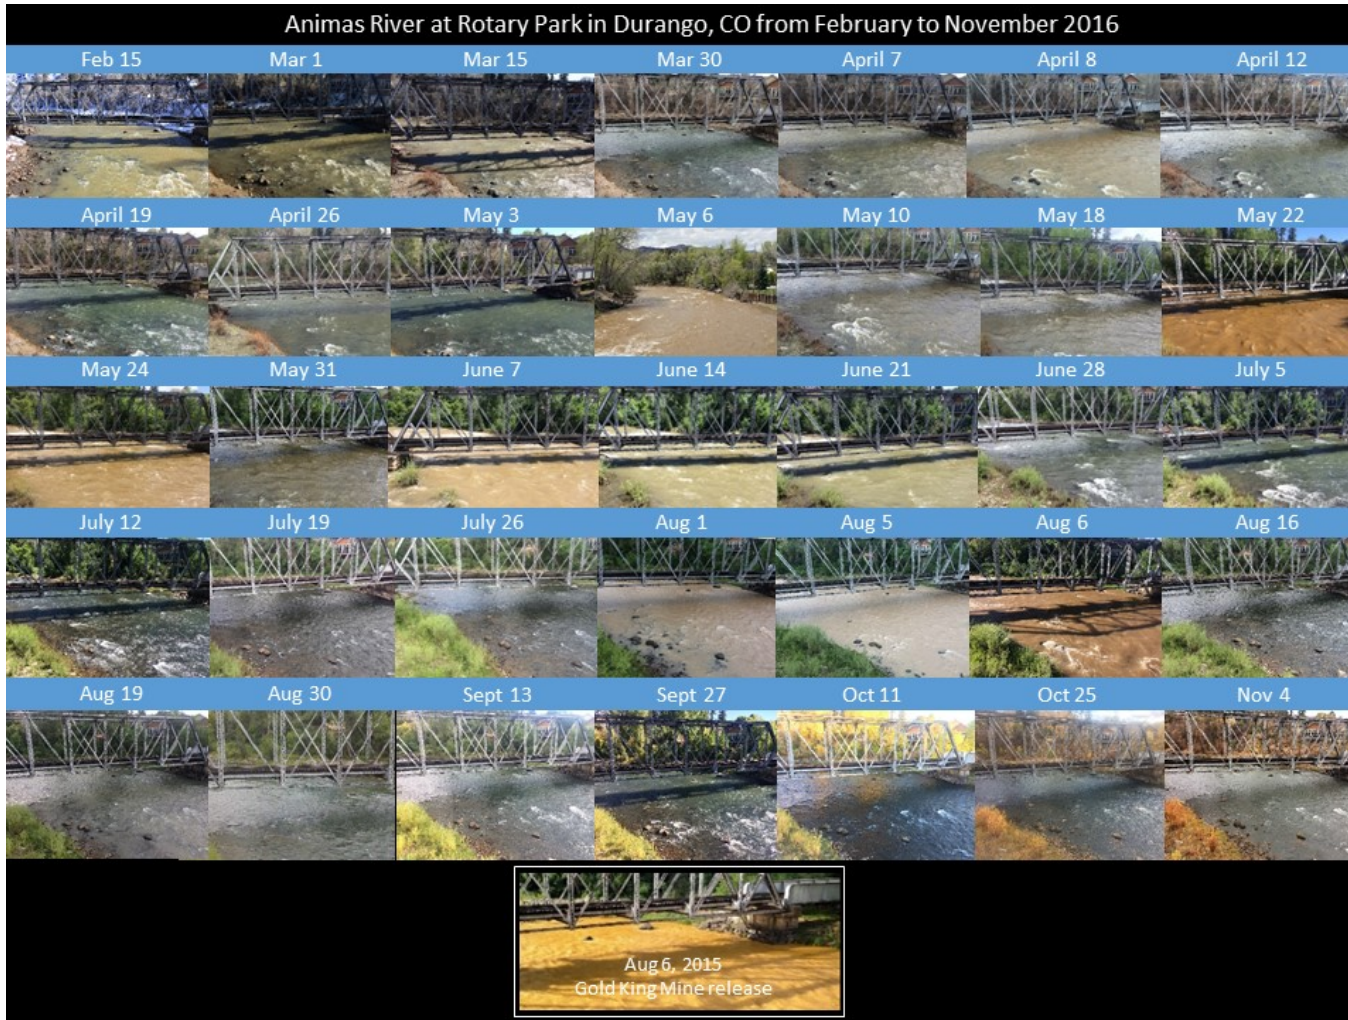 Animas River at Rotary Park in Durango, CO from February to November 2016
Feb 15 Mar 1 Mar 15 Mar 30 April 7 April 8 April 12
April 19 April 26 May 3 May 6 May 10 May 18 May 22
May 24 May 31 June 7 June 14 June 21 June 28 July 5
July 12 July 19 July 26 Aug 1 Aug 5 Aug 6 Aug 16
Aug 19 Aug 30 Sept 13 Sept 27 Oct 11 Oct 25 Nov 4
Aug 6, 2015
Gold King Mine release